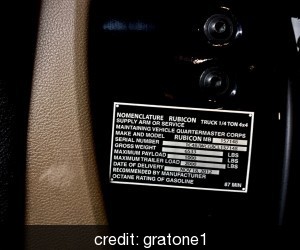 NOMENCLATURE RUBICON TRUCK 1/4 TON 4x4
SUPPLY ARM OR SERVICE
MAINTAINING VEHICLE QUARTERMASTER CORPS
MAKE AND MODEL RUBICON MB
SERIAL NUMBER
GROSS WEIGHT LBS
MAXIMUM PAYLOAD LBS
MAXIMUM TRAILER LOAD LBS
DATE OF DELIVERY
RECOMMENDED BY MANUFACTURER
OCTANE RATING OF GASOLINE 87 MIN
credit: gratone1